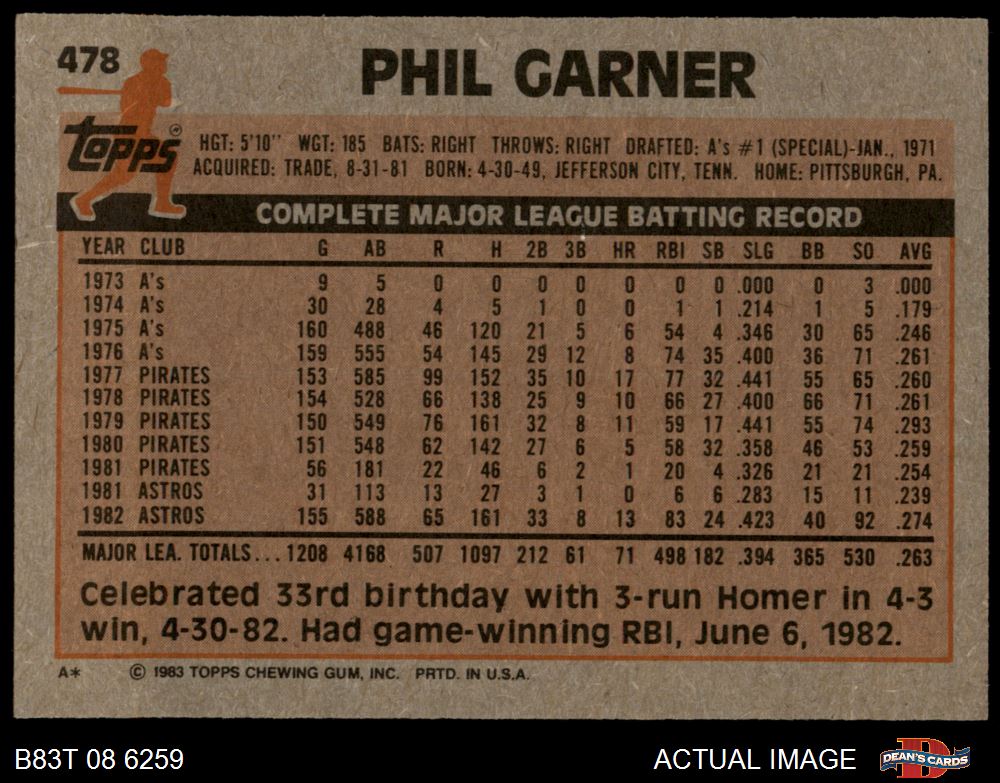 478
PHIL GARNER
Topps
HGT: 5'10" WGT: 185 BATS: RIGHT THROWS: RIGHT DRAFTED: A's #1 (SPECIAL)-JAN., 1971
ACQUIRED: TRADE, 8-31-81 BORN: 4-30-49, JEFFERSON CITY, TENN. HOME: PITTSBURGH, PA.
COMPLETE MAJOR LEAGUE BATTING RECORD
YEAR CLUB G AB R H 2B 3B HR RBI SB SLG BB SO AVG
1973 A's 9 5 0 0 0 0 0 0 0 .000 0 3 .000
1974 A's 30 28 4 5 1 0 0 1 1 .214 1 5 .179
1975 A's 160 488 46 120 21 5 6 54 4 .346 30 65 .246
1976 A's 159 555 54 145 29 12 8 74 35 .400 36 71 .261
1977 PIRATES 153 585 99 152 35 10 17 77 32 .441 55 65 .260
1978 PIRATES 154 528 66 138 25 9 10 66 27 .400 66 71 .261
1979 PIRATES 150 549 76 161 32 8 11 59 17 .441 55 74 .293
1980 PIRATES 151 548 62 142 27 6 5 58 32 .358 46 53 .259
1981 PIRATES 56 181 22 46 6 2 1 20 4 .326 21 21 .254
1981 ASTROS 31 113 13 27 3 1 0 6 6 .283 15 11 .239
1982 ASTROS 155 588 65 161 33 8 13 83 24 .423 40 92 .274
MAJOR LEA. TOTALS... 1208 4168 507 1097 212 61 71 498 182 .394 365 530 .263
Celebrated 33rd birthday with 3-run Homer in 4-3
win, 4-30-82. Had game-winning RBI, June 6, 1982.
A* © 1983 TOPPS CHEWING GUM, INC. PRTD. IN U.S.A.
B83T 08 6259 ACTUAL IMAGE DEAN'S CARDS